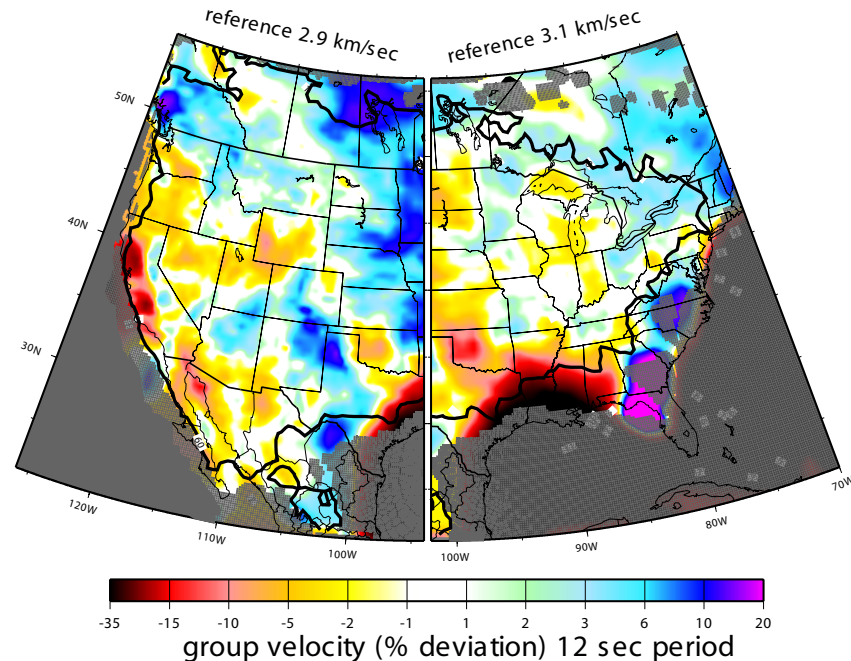 reference 2.9 km/sec
reference 3.1 km/sec
50N
40N
30N
60
120W
110W
100W
100W
90W
80W
70W
-35 -15 -10 -5 -2 -1 1 2 3 6 10 20
group velocity (% deviation) 12 sec period